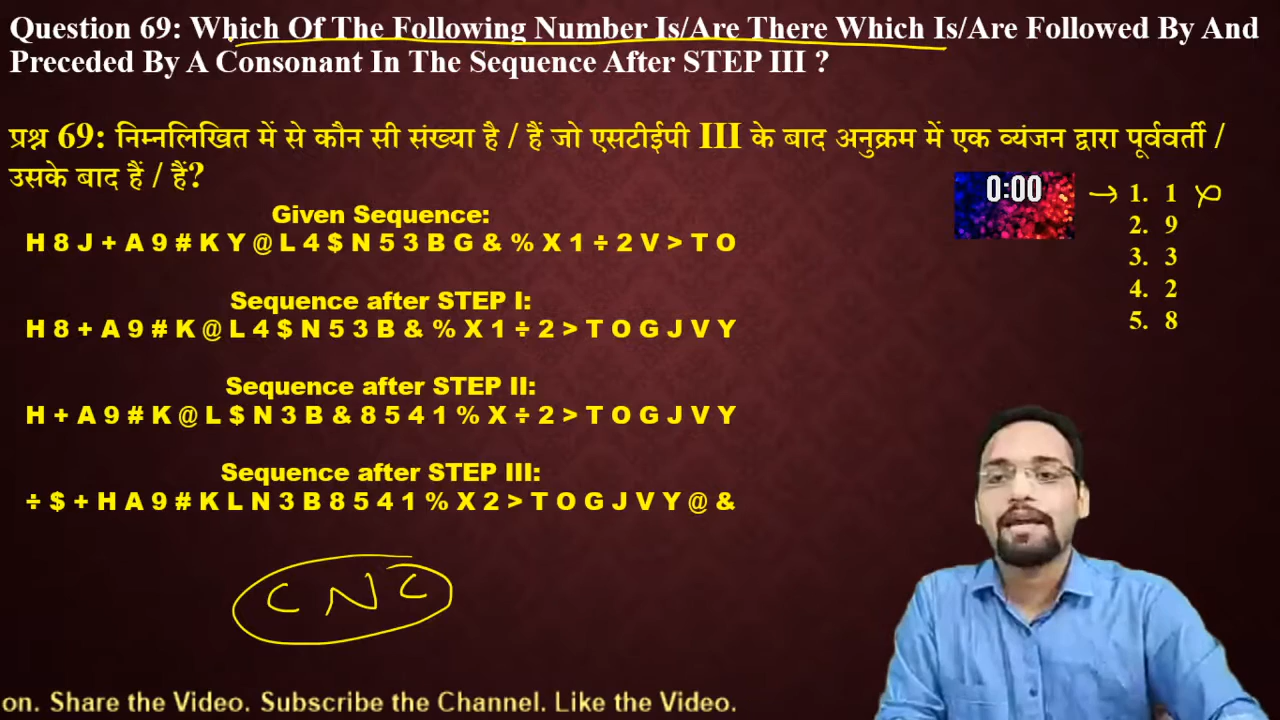 Question 69: Which Of The Following Number Is/Are There Which Is/Are Followed By And
Preceded By A Consonant In The Sequence After STEP III ?
प्रश्न 69: निम्नलिखित में से कौन सी संख्या है / हैं जो एसटीईपी III के बाद अनुक्रम में एक व्यंजन द्वारा पूर्ववर्ती /
उसके बाद हैं / हैं?
0:00
1. 1
2. 9
3. 3
4. 2
5. 8
Given Sequence:
H 8 J + A 9 # K Y @ L 4 $ N 5 3 B G & % X 1 ÷ 2 V > T O
Sequence after STEP I:
H 8 + A 9 # K @ L 4 $ N 5 3 B & % X 1 ÷ 2 > T O G J V Y
Sequence after STEP II:
H + A 9 # K @ L $ N 3 B & 8 5 4 1 % X ÷ 2 > T O G J V Y
Sequence after STEP III:
÷ $ + H A 9 # K L N 3 B 8 5 4 1 % X 2 > T O G J V Y @ &
C N C
on. Share the Video. Subscribe the Channel. Like the Video.